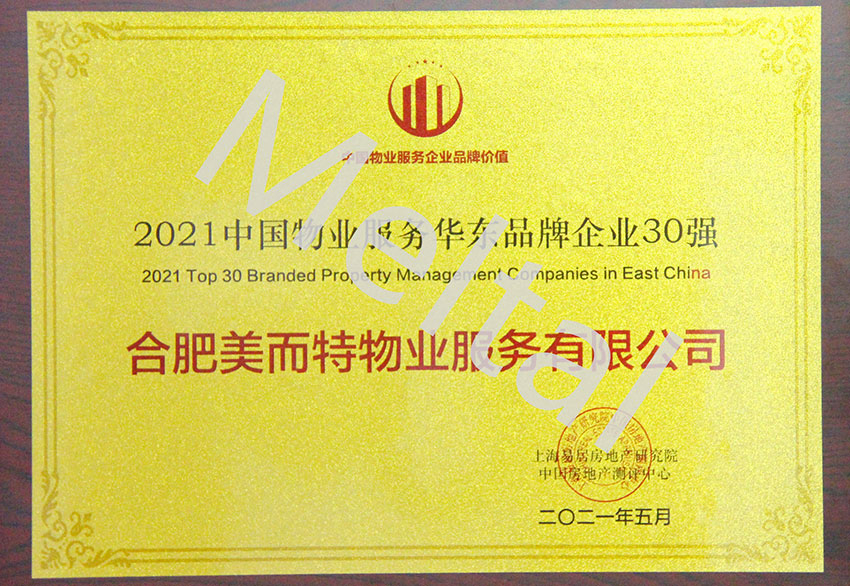 中国物业服务企业品牌价值
2021中国物业服务华东品牌企业30强
2021 Top 30 Branded Property Management Companies in East China
合肥美而特物业服务有限公司
上海易居房地产研究院
中国房地产测评中心
二〇二一年五月
Meltal